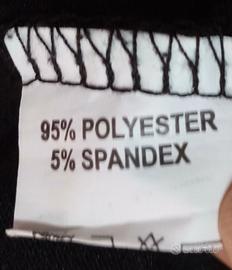 95% POLYESTER
5% SPANDEX